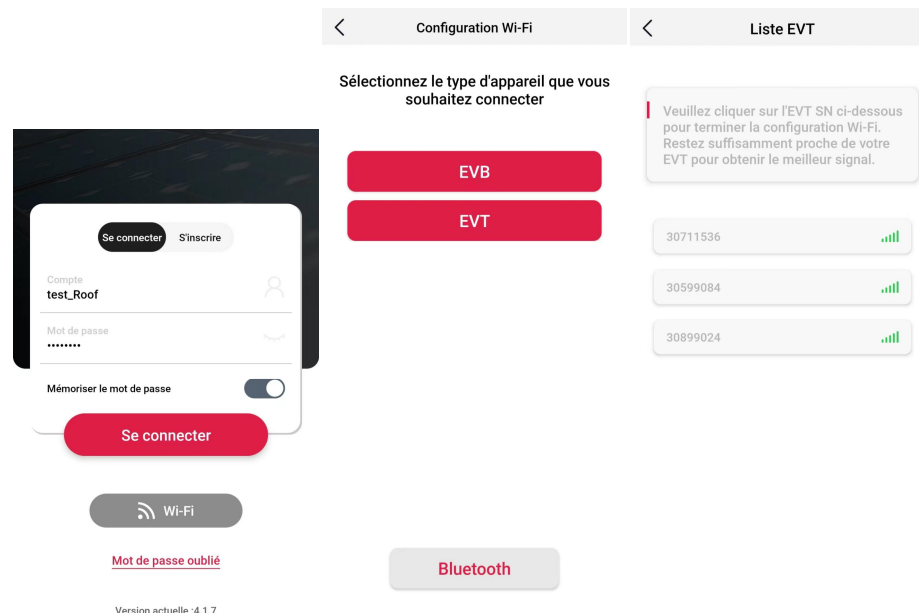 Se connecter
S'inscrire
Compte
test_Roof
Mot de passe
••••••••
Mémoriser le mot de passe
Se connecter
Wi-Fi
Mot de passe oublié
Version actuelle :4.1.7
Configuration Wi-Fi
Sélectionnez le type d'appareil que vous
souhaitez connecter
EVB
EVT
Bluetooth
Liste EVT
Veuillez cliquer sur l'EVT SN ci-dessous
pour terminer la configuration Wi-Fi.
Restez suffisamment proche de votre
EVT pour obtenir le meilleur signal.
30711536
30599084
30899024